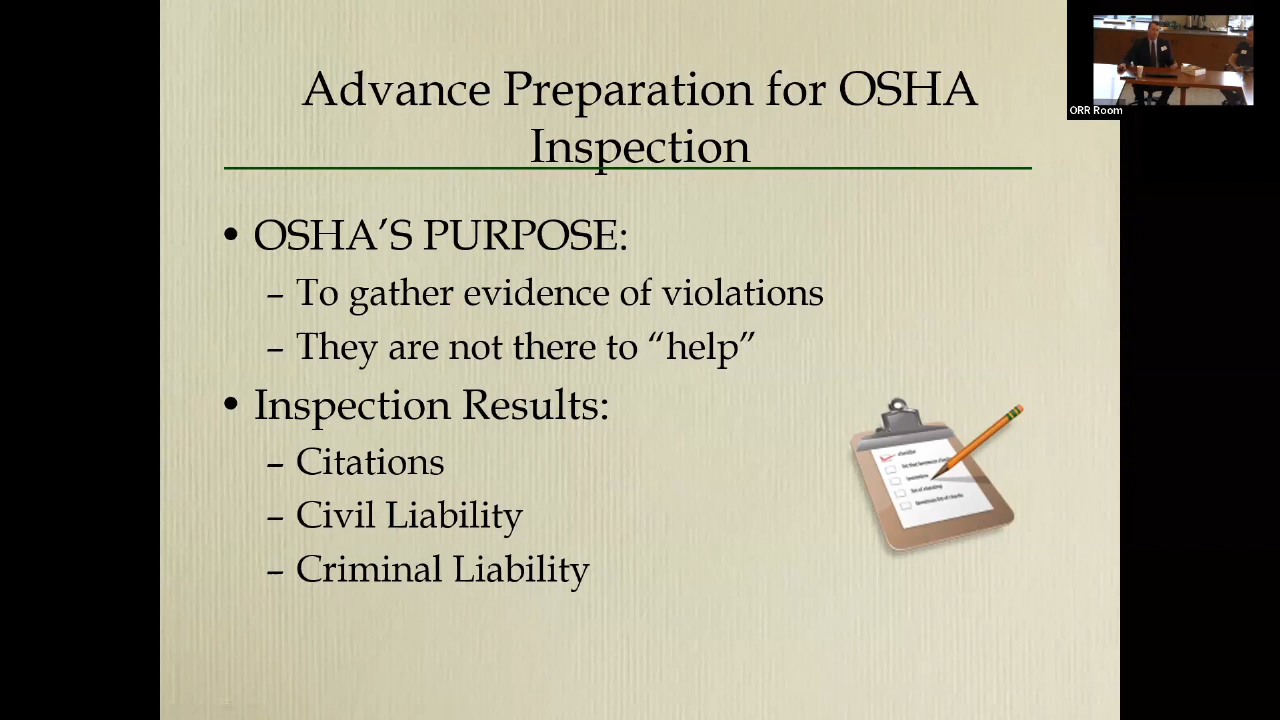 Advance Preparation for OSHA
Inspection
• OSHA’S PURPOSE:
– To gather evidence of violations
– They are not there to “help”
• Inspection Results:
– Citations
– Civil Liability
– Criminal Liability
ORR Room